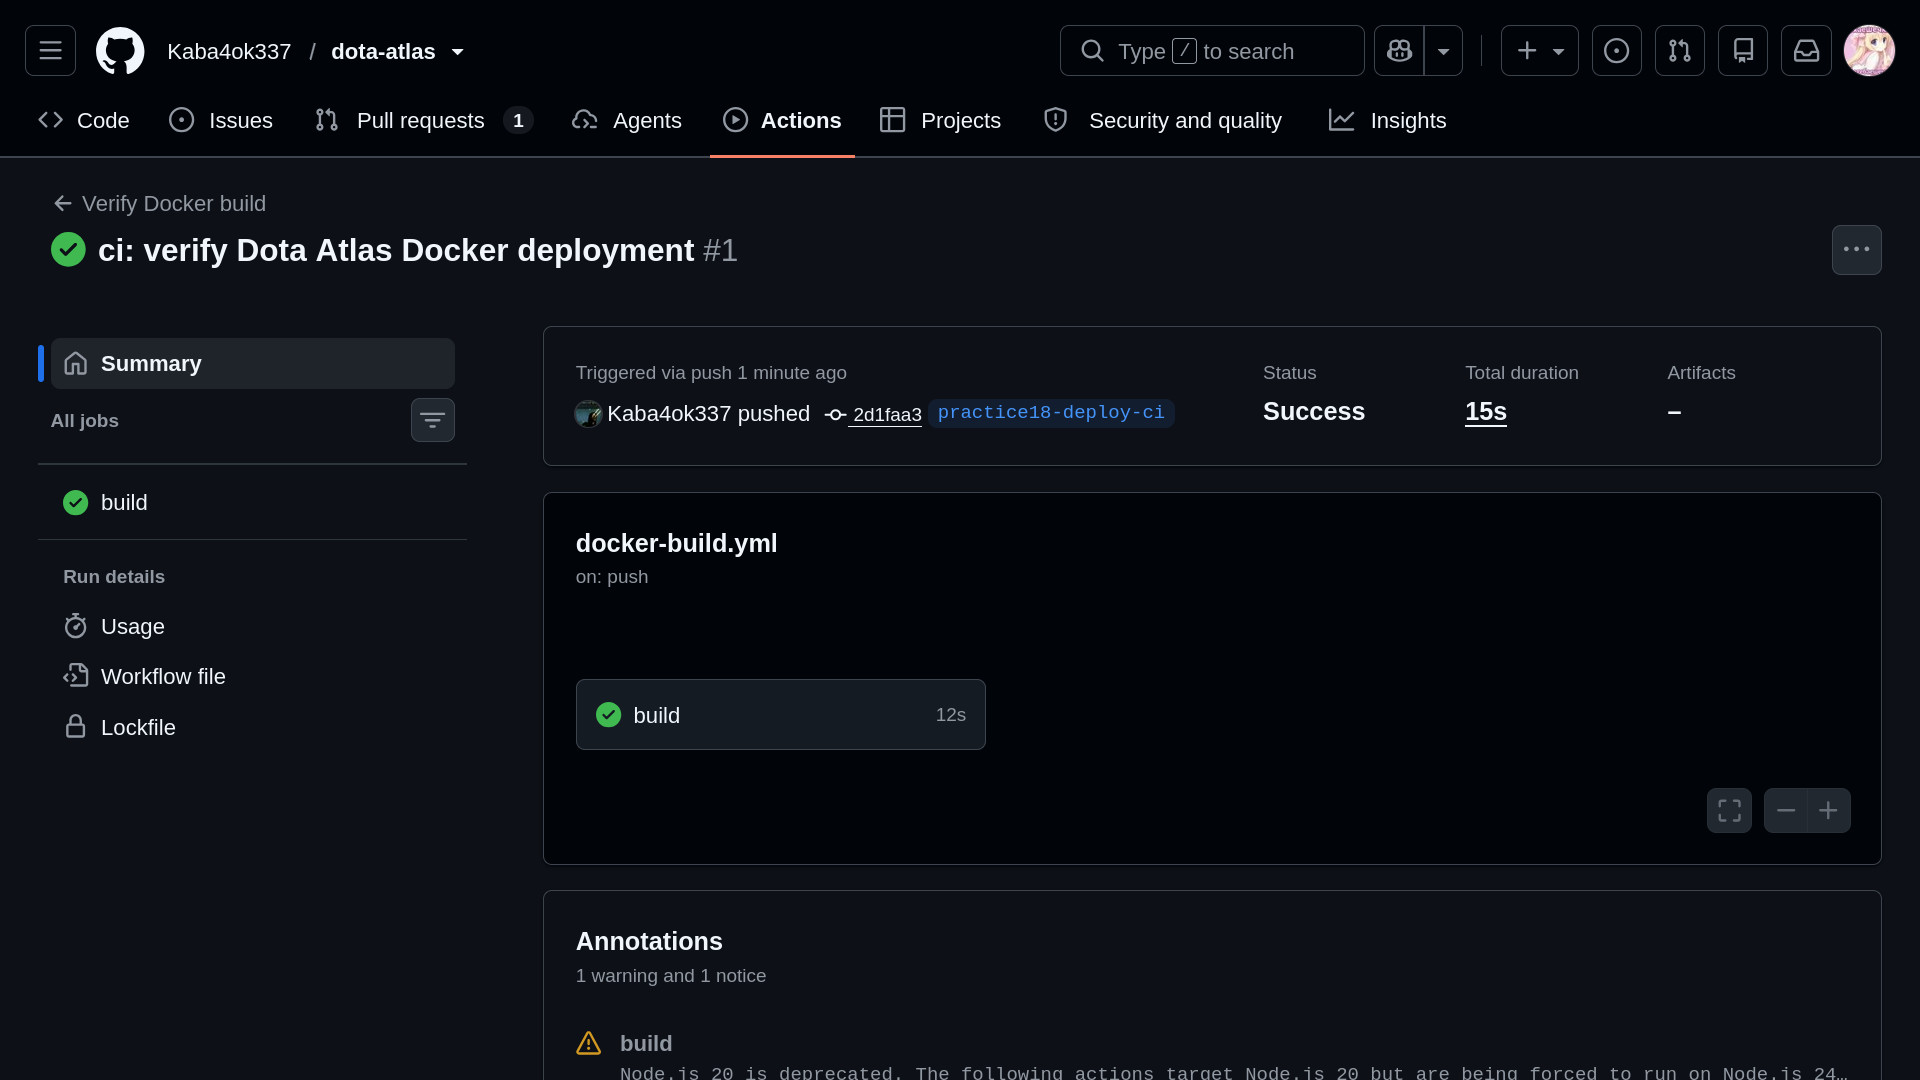 Kaba4ok337 / dota-atlas
Type / to search
Code
Issues
Pull requests 1
Agents
Actions
Projects
Security and quality
Insights
Verify Docker build
ci: verify Dota Atlas Docker deployment #1
Summary
All jobs
build
Run details
Usage
Workflow file
Lockfile
Triggered via push 1 minute ago
Kaba4ok337 pushed 2d1faa3 practice18-deploy-ci
Status
Success
Total duration
15s
Artifacts
–
docker-build.yml
on: push
build 12s
Annotations
1 warning and 1 notice
build
Node.js 20 is deprecated. The following actions target Node.js 20 but are being forced to run on Node.js 24…